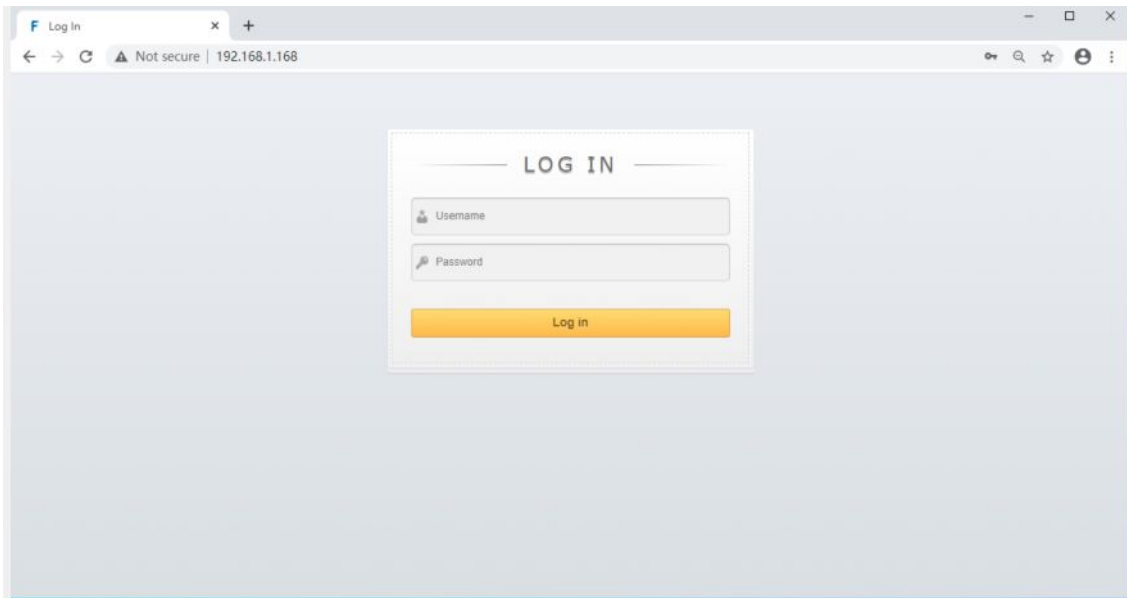 F Log In
Not secure | 192.168.1.168
LOG IN
Username
Password
Log in